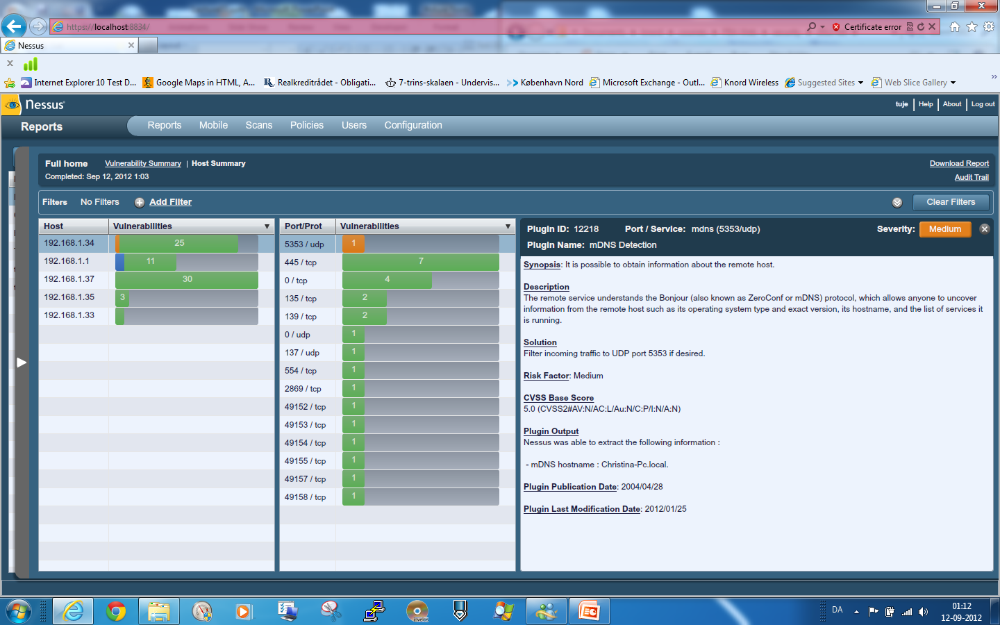 https://localhost:8834/
Certificate error
Nessus
Internet Explorer 10 Test D...
Google Maps in HTML, A...
Realkreditrådet - Obligati...
7-trins-skalaen - Undervis...
København Nord
Microsoft Exchange - Outl...
Knord Wireless
Suggested Sites
Web Slice Gallery
Nessus
tuje | Help | About | Log out
Reports
Reports Mobile Scans Policies Users Configuration
Full home Vulnerability Summary | Host Summary
Download Report
Completed: Sep 12, 2012 1:03
Audit Trail
Filters No Filters Add Filter
Clear Filters
Host Vulnerabilities
192.168.1.34 25
192.168.1.1 11
192.168.1.37 30
192.168.1.35 3
192.168.1.33
Port/Prot Vulnerabilities
5353 / udp 1
445 / tcp 7
0 / tcp 4
135 / tcp 2
139 / tcp 2
0 / udp 1
137 / udp 1
554 / tcp 1
2869 / tcp 1
49152 / tcp 1
49153 / tcp 1
49154 / tcp 1
49155 / tcp 1
49157 / tcp 1
49158 / tcp 1
Plugin ID: 12218 Port / Service: mdns (5353/udp) Severity: Medium
Plugin Name: mDNS Detection
Synopsis: It is possible to obtain information about the remote host.
Description
The remote service understands the Bonjour (also known as ZeroConf or mDNS) protocol, which allows anyone to uncover
information from the remote host such as its operating system type and exact version, its hostname, and the list of services it
is running.
Solution
Filter incoming traffic to UDP port 5353 if desired.
Risk Factor: Medium
CVSS Base Score
5.0 (CVSS2#AV:N/AC:L/Au:N/C:P/I:N/A:N)
Plugin Output
Nessus was able to extract the following information :
- mDNS hostname : Christina-Pc.local.
Plugin Publication Date: 2004/04/28
Plugin Last Modification Date: 2012/01/25
inveles
DA
01:12
12-09-2012